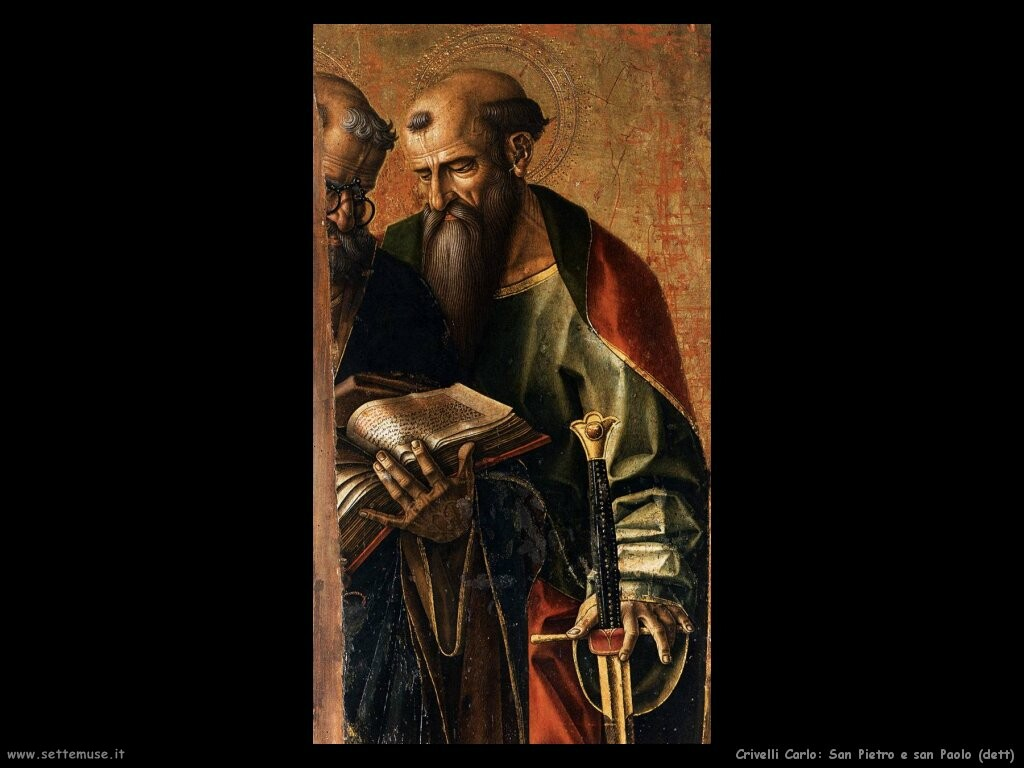 www.settemuse.it
Crivelli Carlo: San Pietro e san Paolo (dett)